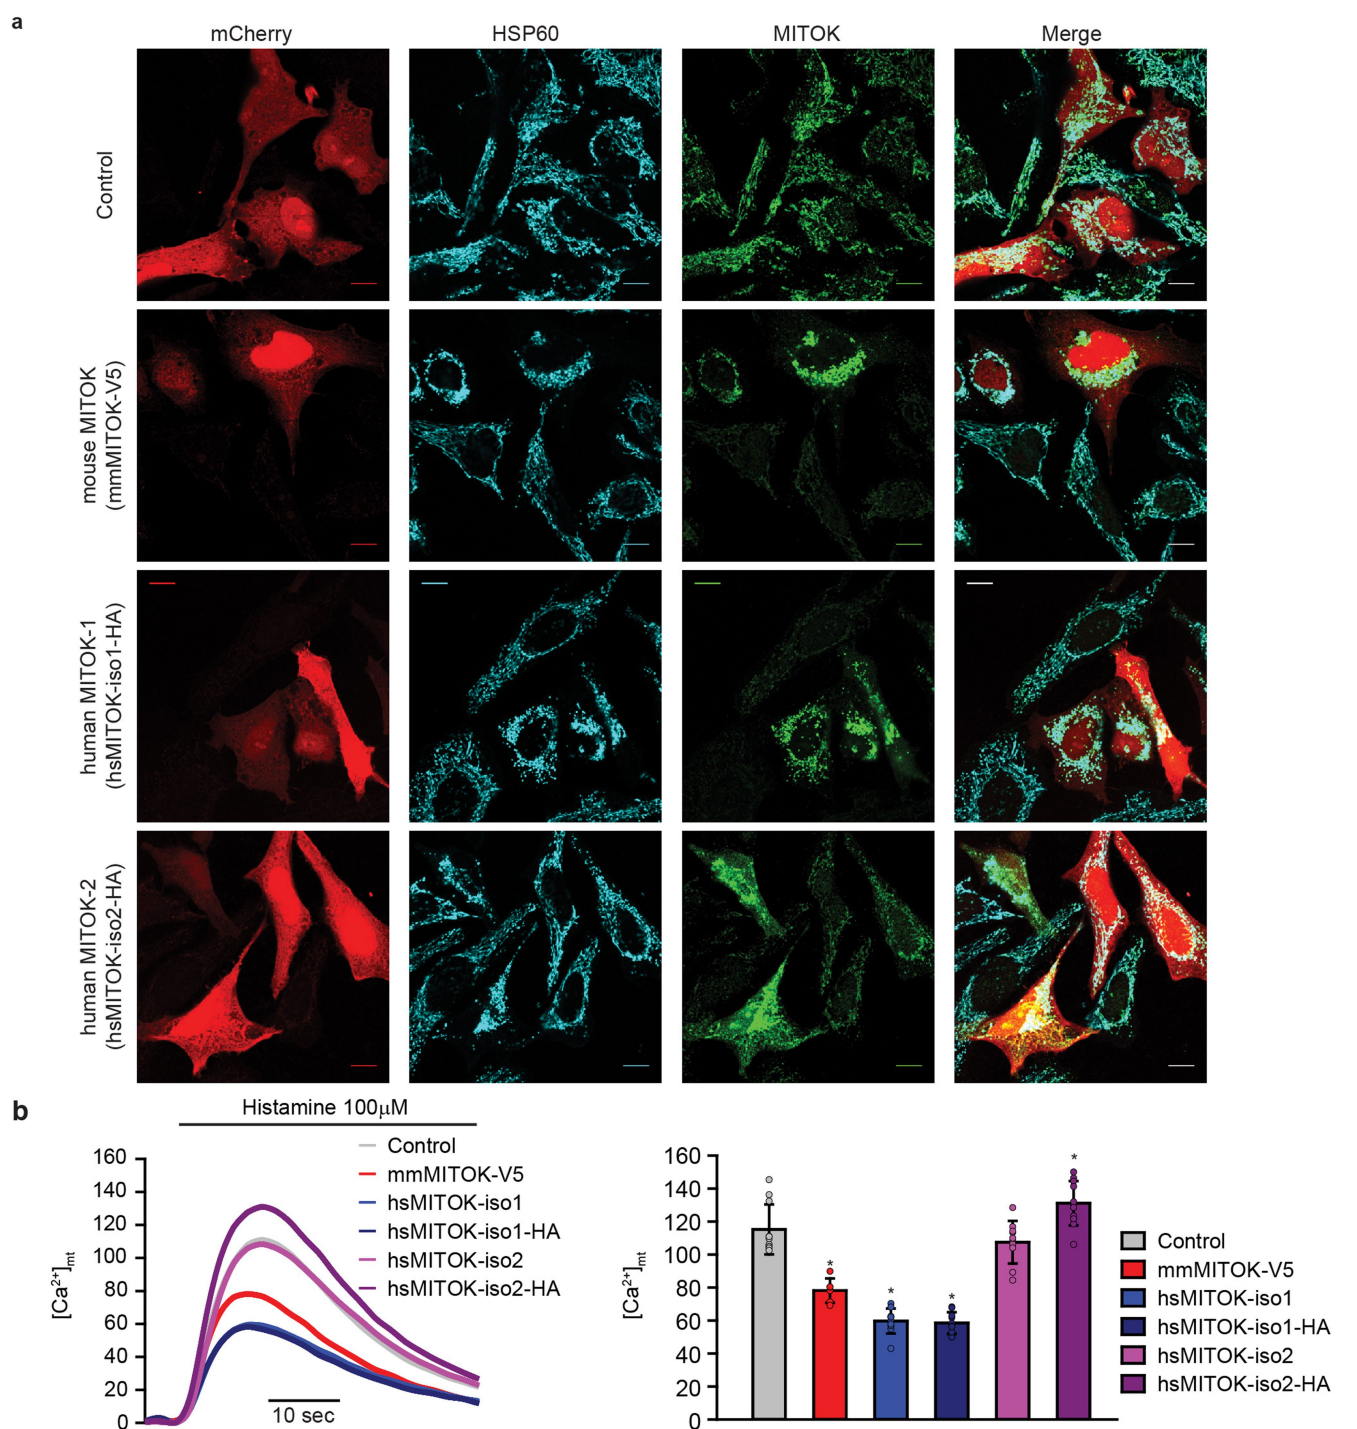 a
mCherry
HSP60
MITOK
Merge
Control
mouse MITOK
(mmMITOK-V5)
human MITOK-1
(hsMITOK-iso1-HA)
human MITOK-2
(hsMITOK-iso2-HA)
b
Histamine 100µM
[Ca²⁺]mt
160
140
120
100
80
60
40
20
0
Control
mmMITOK-V5
hsMITOK-iso1
hsMITOK-iso1-HA
hsMITOK-iso2
hsMITOK-iso2-HA
10 sec
[Ca²⁺]mt
160
140
120
100
80
60
40
20
0
*
*
*
*
Control
mmMITOK-V5
hsMITOK-iso1
hsMITOK-iso1-HA
hsMITOK-iso2
hsMITOK-iso2-HA